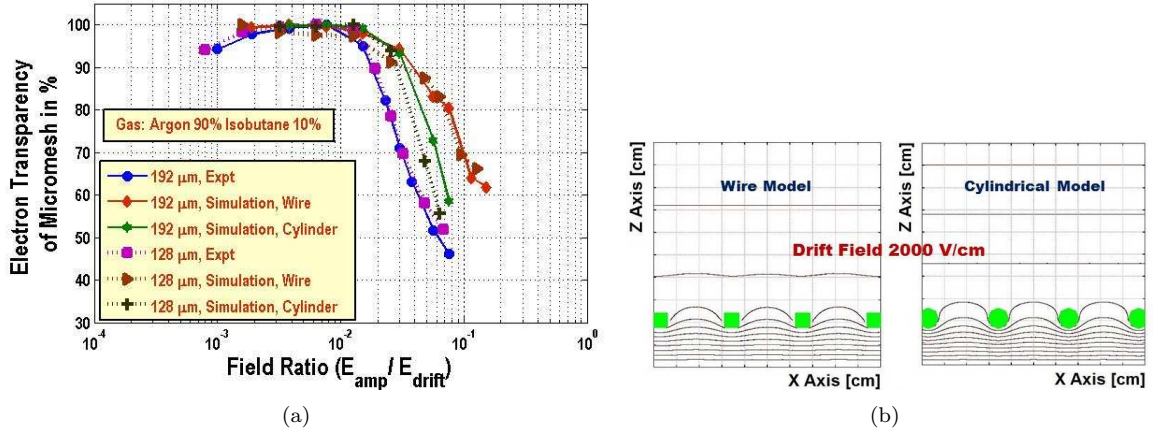 Electron Transparency
of Micromesh in %
100
90
80
70
60
50
40
30
Gas: Argon 90% Isobutane 10%
192 μm, Expt
192 μm, Simulation, Wire
192 μm, Simulation, Cylinder
128 μm, Expt
128 μm, Simulation, Wire
128 μm, Simulation, Cylinder
10⁻⁴ 10⁻³ 10⁻² 10⁻¹ 10⁰
Field Ratio (E_amp / E_drift)
(a)
Z Axis [cm]
Wire Model
X Axis [cm]
Z Axis [cm]
Cylindrical Model
X Axis [cm]
Drift Field 2000 V/cm
(b)